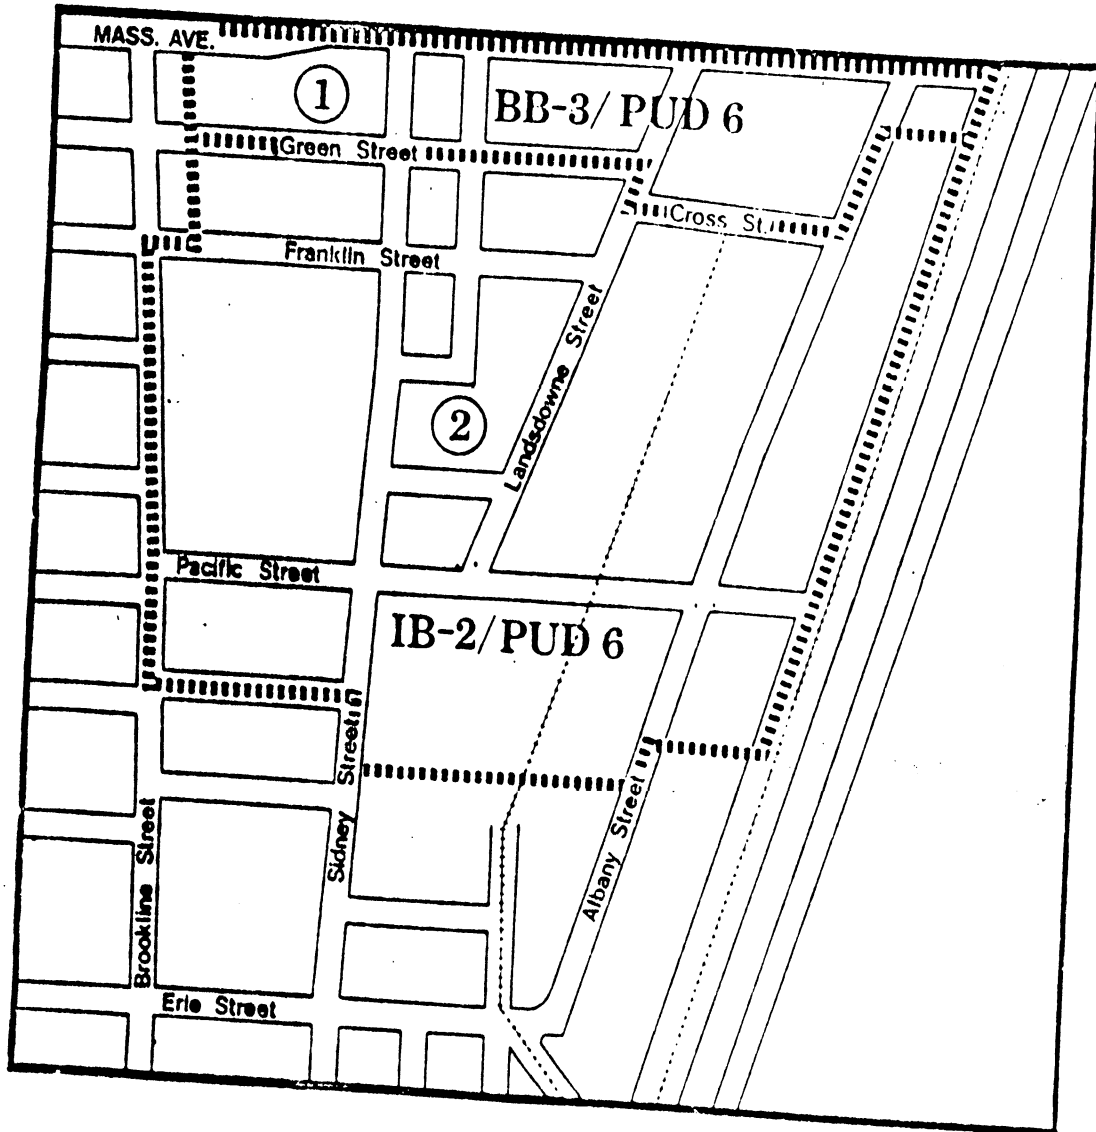 MASS. AVE.
1
BB-3/ PUD 6
Green Street
Cross St.
Franklin Street
Landsdowne Street
2
Pacific Street
IB-2/ PUD 6
Sidney Street
Albany Street
Brookline Street
Erie Street